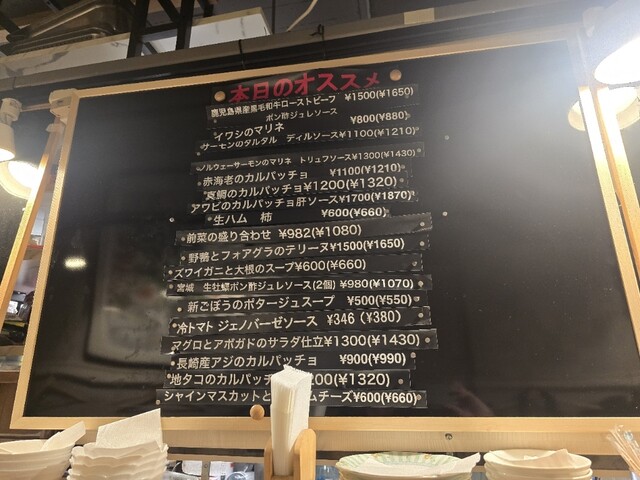 本日のオススメ
鹿児島県産黒毛和牛ローストビーフ ¥1500(¥1650)
ポン酢ジュレソース
イワシのマリネ ¥800(¥880)
サーモンのタルタル ディルソース¥1100(¥1210)
ノルウェーサーモンのマリネ トリュフソース¥1300(¥1430)
赤海老のカルパッチョ ¥1100(¥1210)
真鯛のカルパッチョ¥1200(¥1320)
アワビのカルパッチョ肝ソース¥1700(¥1870)
生ハム 柿 ¥600(¥660)
前菜の盛り合わせ ¥982(¥1080)
野鴨とフォアグラのテリーヌ¥1500(¥1650)
ズワイガニと大根のスープ¥600(¥660)
宮城 生牡蠣ポン酢ジュレソース(2個) ¥980(¥1070)
新ごぼうのポタージュスープ ¥500(¥550)
冷トマト ジェノバーゼソース ¥346(¥380)
マグロとアボガドのサラダ仕立¥1300(¥1430)
長崎産アジのカルパッチョ ¥900(¥990)
地タコのカルパッチ 200(¥1320)
シャインマスカットと ムチーズ¥600(¥660)